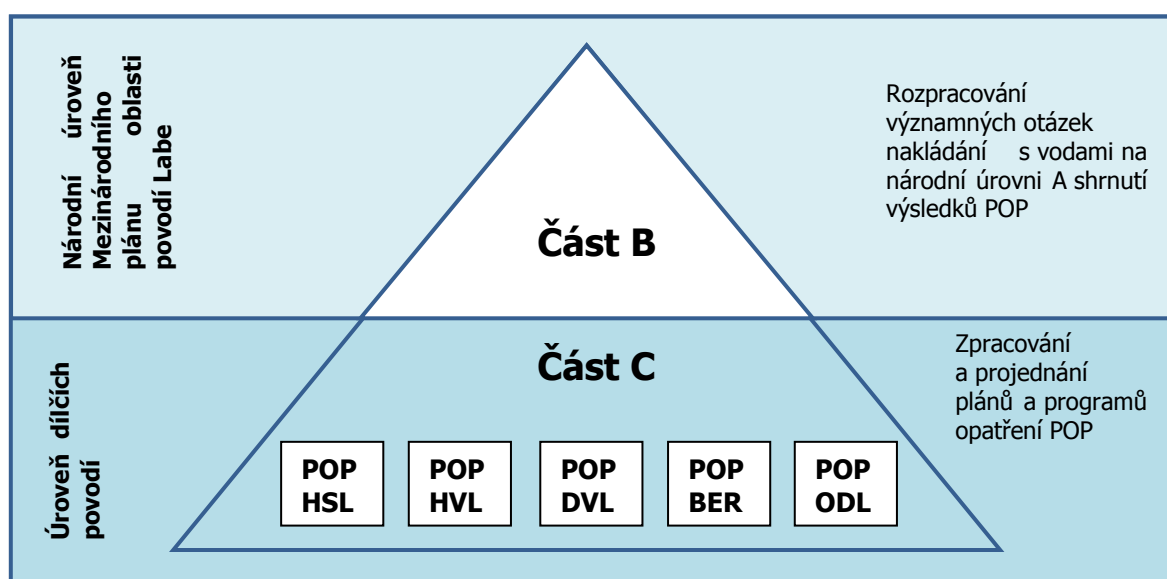 Národní úroveň
Mezinárodního
plánu oblasti
povodí Labe
Rozpracování
významných otázek
nakládání s vodami na
národní úrovni A shrnutí
výsledků POP
Část B
Úroveň dílčích
povodí
Část C
Zpracování
a projednání
plánů a programů
opatření POP
POP
HSL
POP
HVL
POP
DVL
POP
BER
POP
ODL